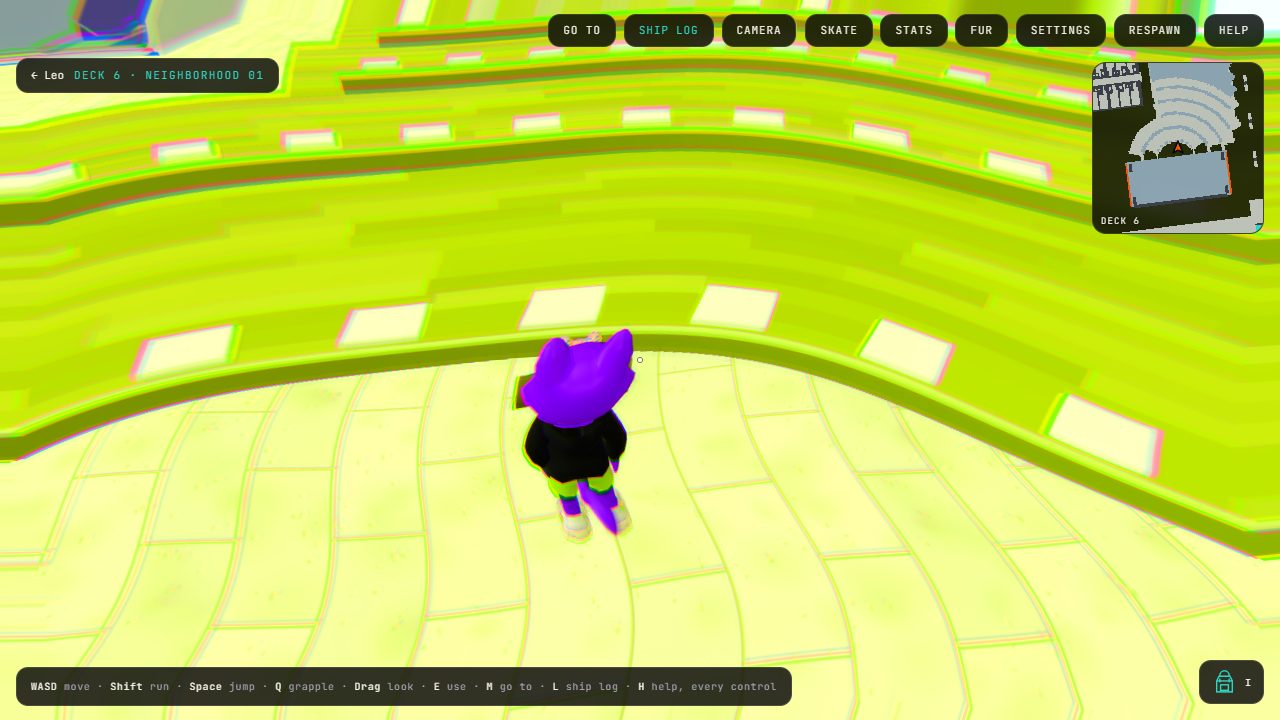 GO TO
SHIP LOG
CAMERA
SKATE
STATS
FUR
SETTINGS
RESPAWN
HELP
← Leo DECK 6 · NEIGHBORHOOD 01
DECK 6
WASD move · Shift run · Space jump · Q grapple · Drag look · E use · M go to · L ship log · H help, every control
I